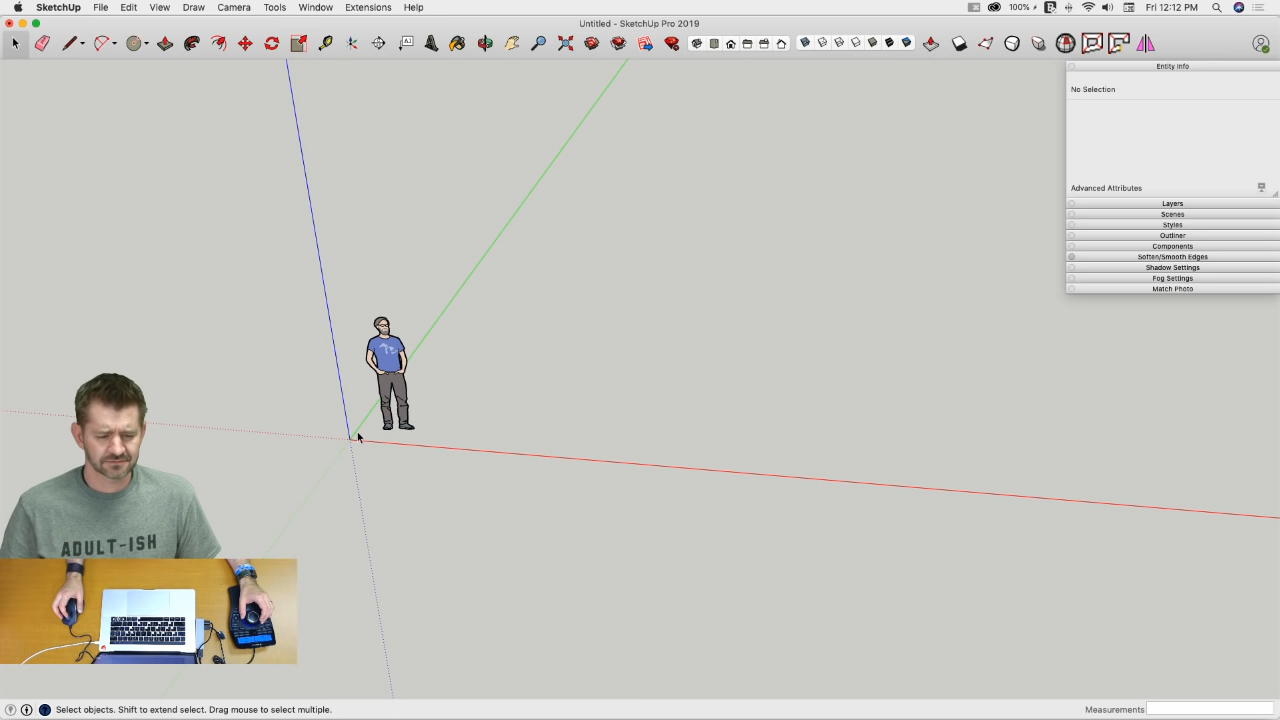 SketchUp File Edit View Draw Camera Tools Window Extensions Help
100% Fri 12:12 PM
Untitled - SketchUp Pro 2019
Entity Info
No Selection
Advanced Attributes
Layers
Scenes
Styles
Outliner
Components
Soften/Smooth Edges
Shadow Settings
Fog Settings
Match Photo
ADULT-ISH
Select objects. Shift to extend select. Drag mouse to select multiple.
Measurements